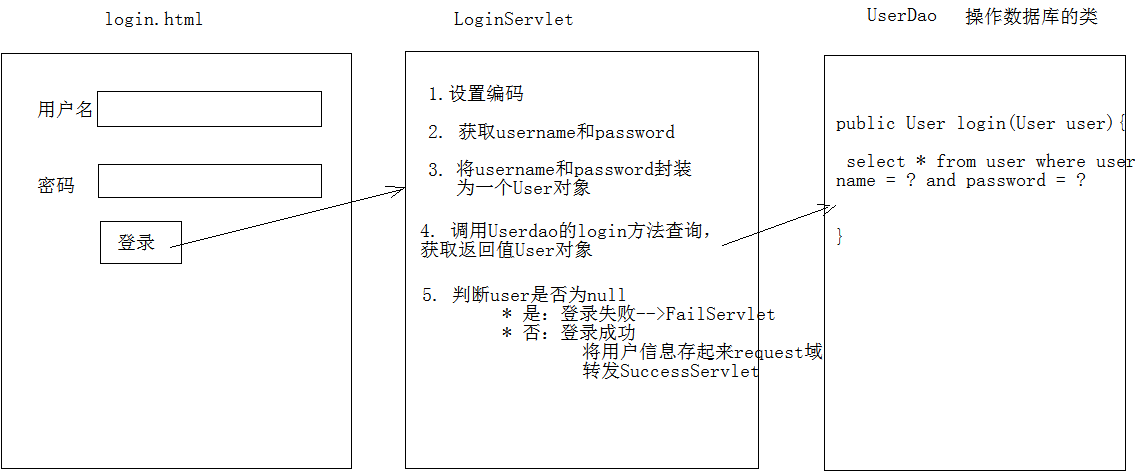 login.html
LoginServlet
UserDao 操作数据库的类
用户名
密码
登录
1.设置编码
2. 获取username和password
3. 将username和password封装
为一个User对象
4. 调用Userdao的login方法查询，
获取返回值User对象
5. 判断user是否为null
* 是：登录失败-->FailServlet
* 否：登录成功
将用户信息存起来request域
转发SuccessServlet
public User login(User user){
select * from user where user
name = ? and password = ?
}